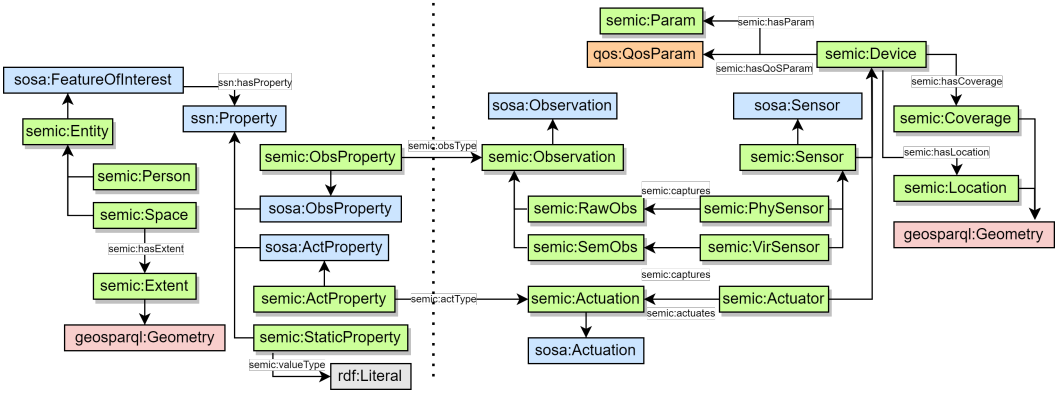 semic:Param
semic:hasParam
qos:QosParam
semic:Device
semic:hasQoSParam
sosa:FeatureOfInterest
ssn:hasProperty
semic:hasCoverage
sosa:Observation
sosa:Sensor
ssn:Property
semic:Coverage
semic:Entity
semic:obsType
semic:ObsProperty
semic:Observation
semic:Sensor
semic:hasLocation
semic:Person
semic:captures
semic:Location
sosa:ObsProperty
semic:RawObs
semic:PhySensor
semic:Space
geosparql:Geometry
semic:hasExtent
sosa:ActProperty
semic:SemObs
semic:VirSensor
semic:captures
semic:Extent
semic:ActProperty
semic:actType
semic:Actuation
semic:Actuator
semic:actuates
geosparql:Geometry
semic:StaticProperty
sosa:Actuation
semic:valueType
rdf:Literal